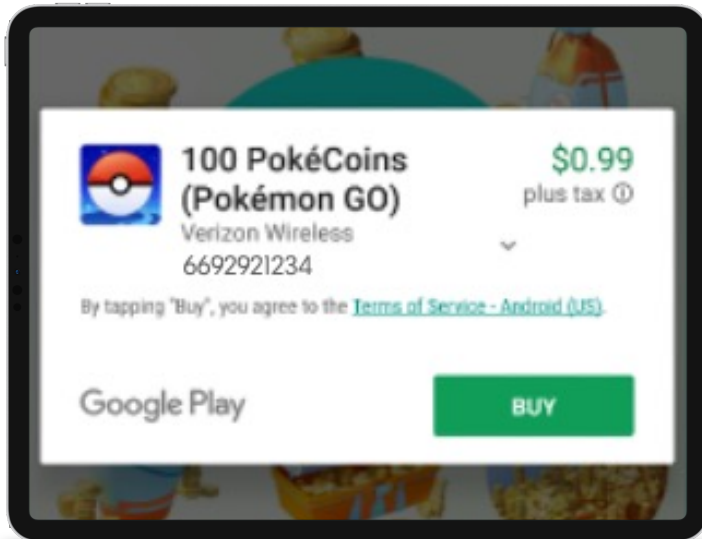 100 PokéCoins
(Pokémon GO)
$0.99
plus tax ⓘ
Verizon Wireless
6692921234
By tapping "Buy", you agree to the Terms of Service - Android (US).
Google Play
BUY